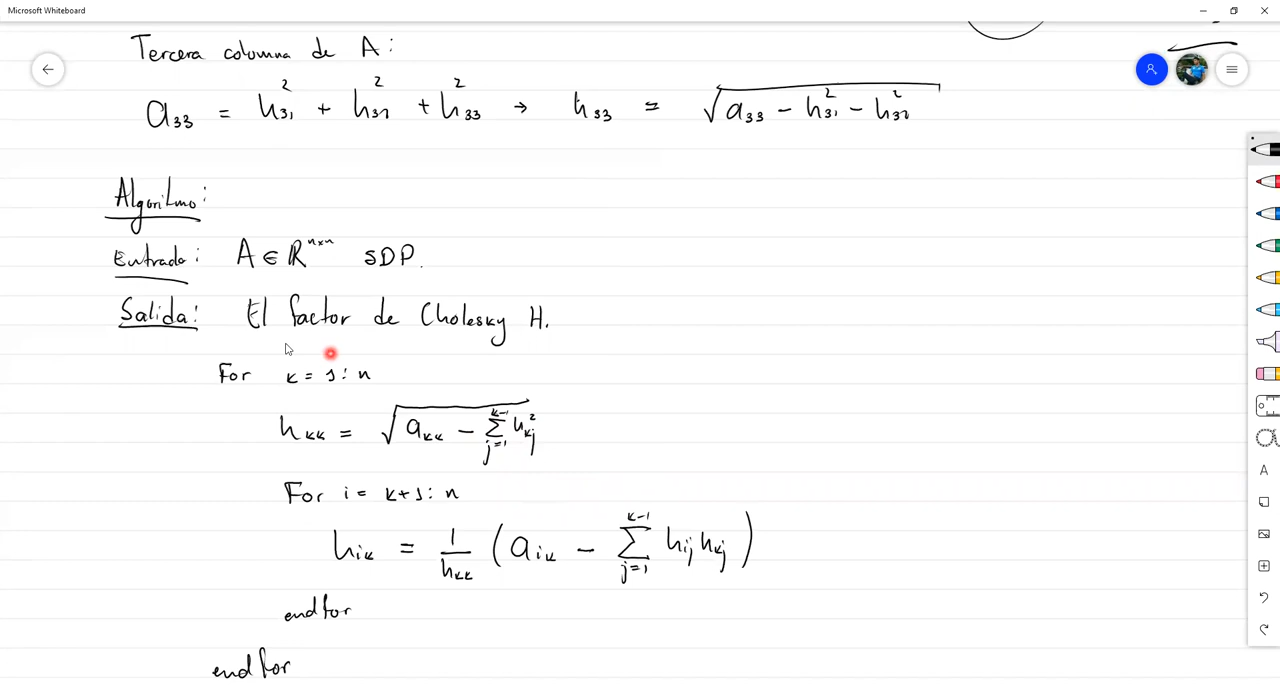 Microsoft Whiteboard
Tercera columna de A:
a₃₃ = h₃₁² + h₃₂² + h₃₃² → h₃₃ = √(a₃₃ − h₃₁² − h₃₂²)
Algoritmo:
Entrada: A ∈ ℝⁿˣⁿ SDP.
Salida: El factor de Cholesky H.
For k = 1 : n
hₖₖ = √(aₖₖ − ∑_{j=1}^{k-1} hₖⱼ²)
For i = k+1 : n
hᵢₖ = 1/hₖₖ (aᵢₖ − ∑_{j=1}^{k-1} hᵢⱼ hₖⱼ)
endfor
endfor
A